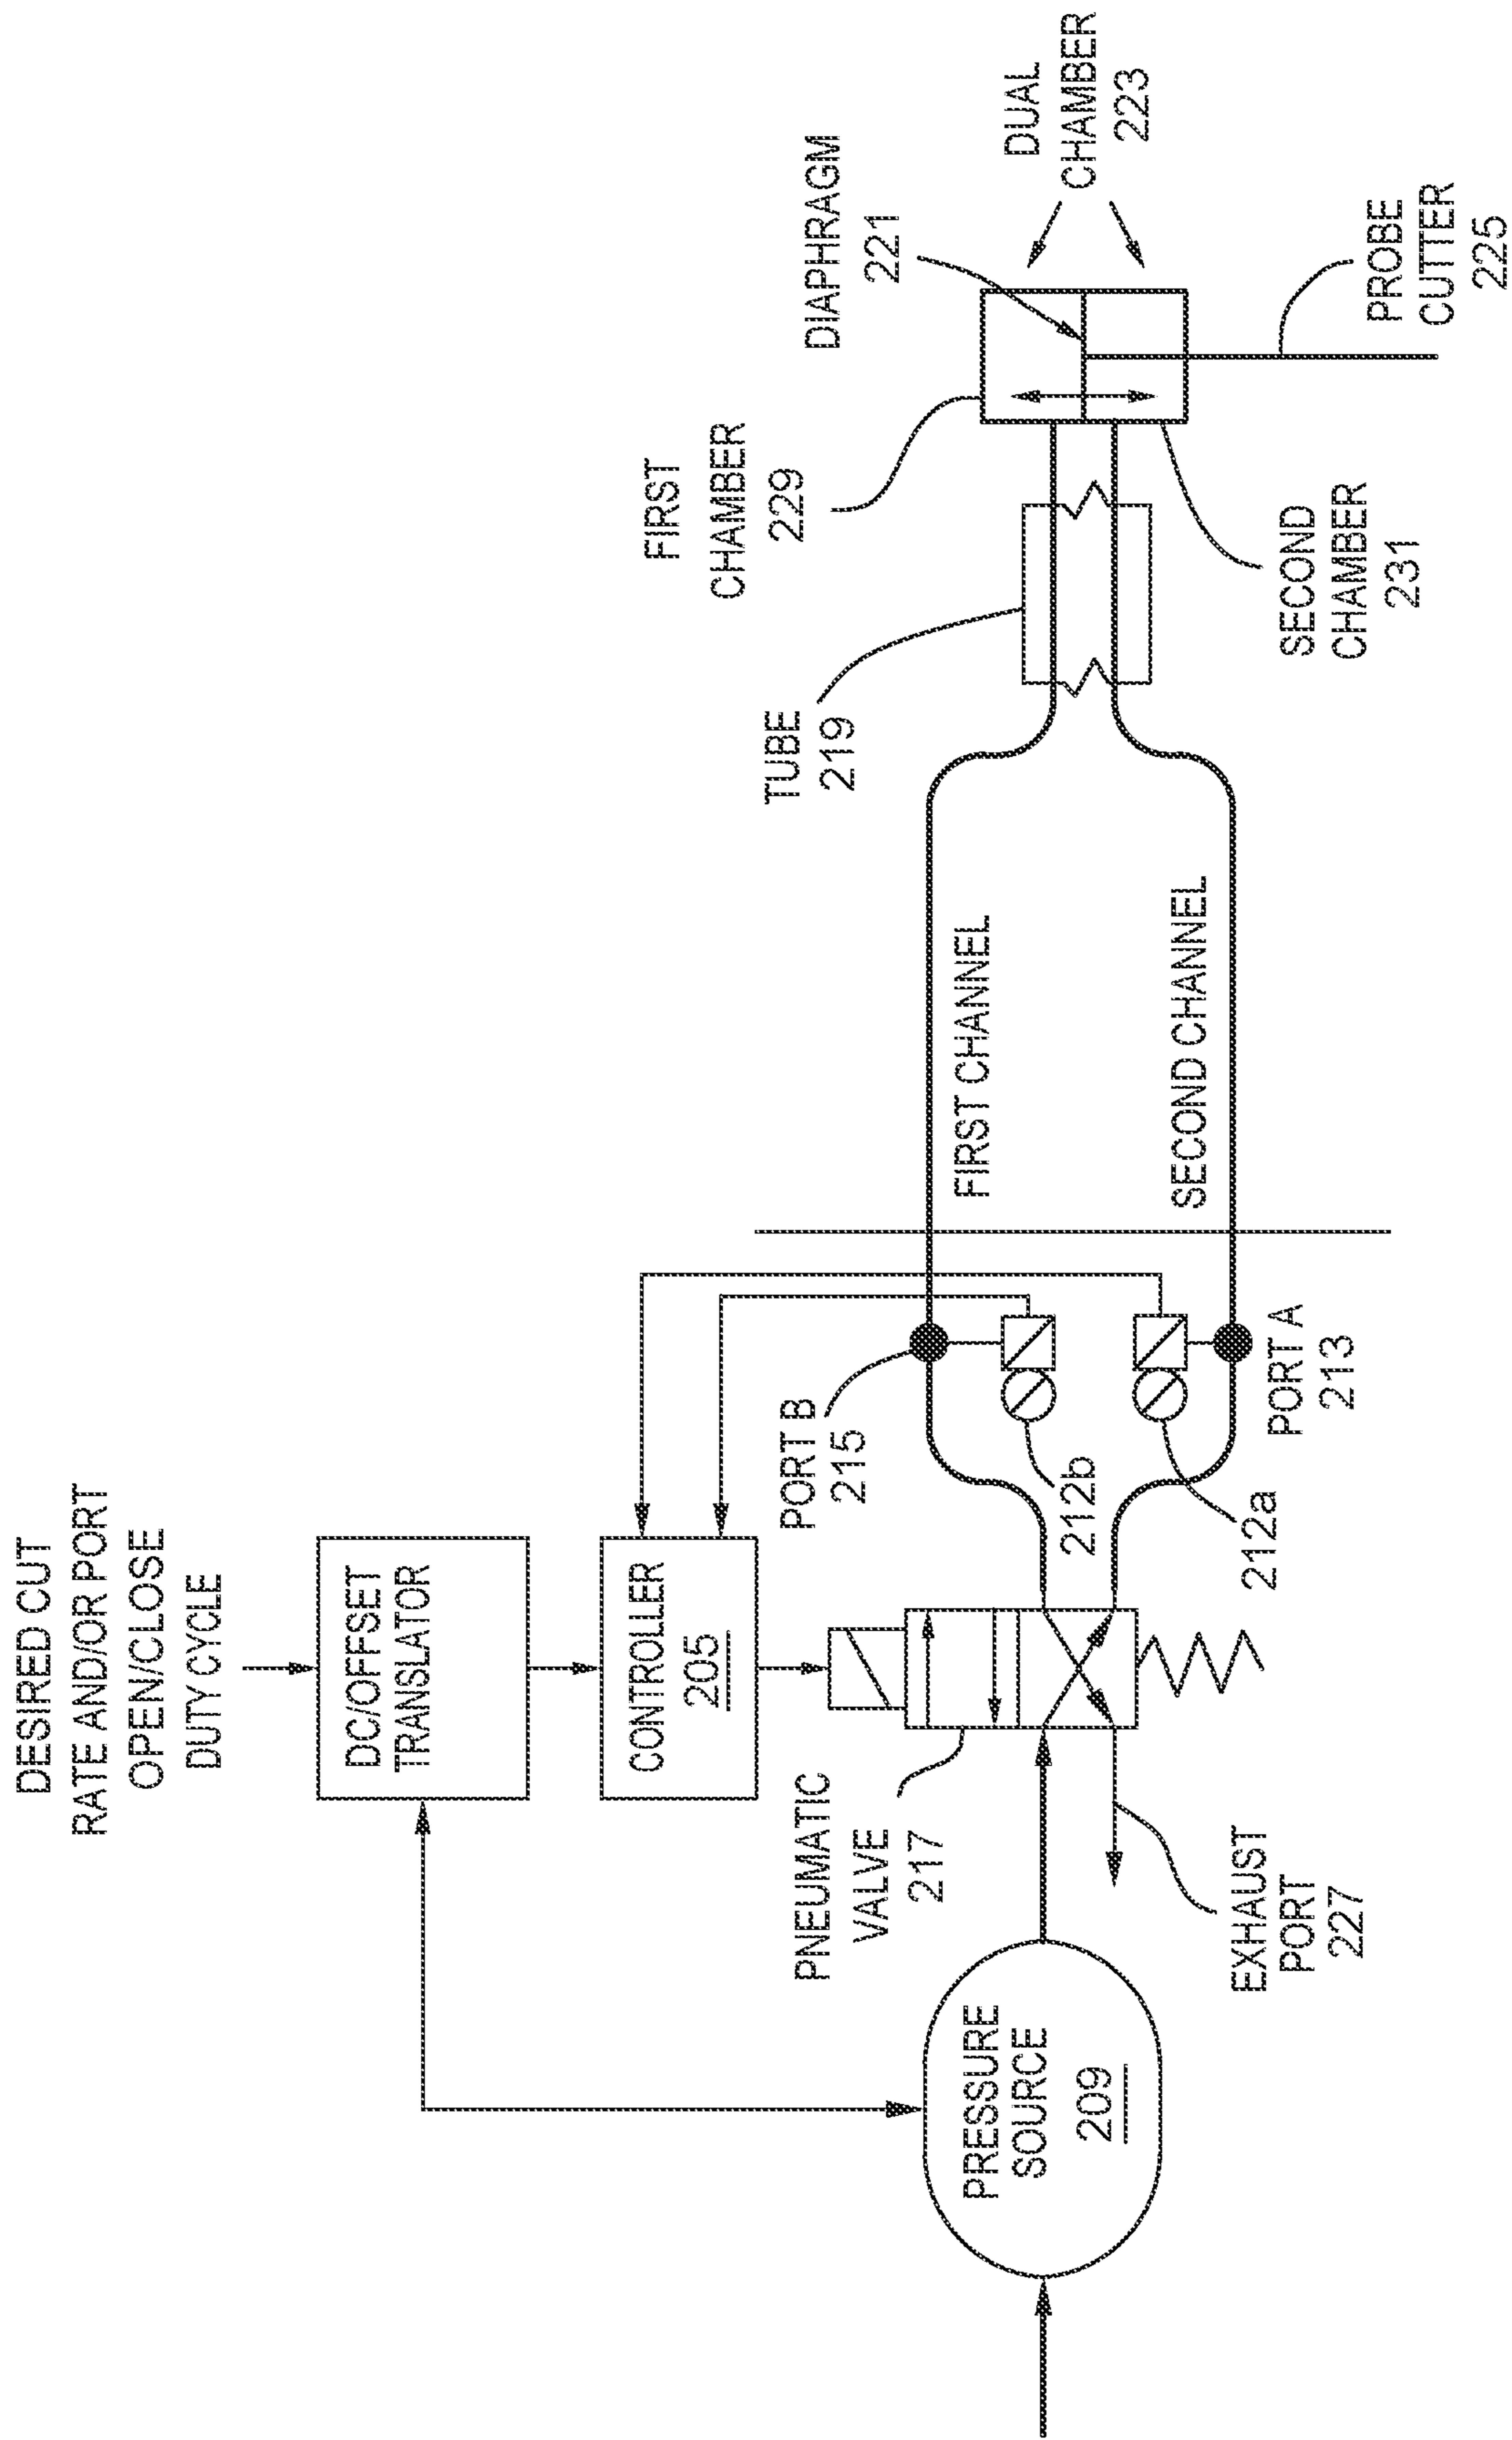 DESIRED CUT
RATE AND/OR PORT
OPEN/CLOSE
DUTY CYCLE
DC/OFFSET
TRANSLATOR
CONTROLLER
205
PRESSURE
SOURCE
209
PNEUMATIC
VALVE
217
EXHAUST
PORT
227
PORT B
215
212b
212a
PORT A
213
FIRST CHANNEL
SECOND CHANNEL
TUBE
219
FIRST
CHAMBER
229
SECOND
CHAMBER
231
DIAPHRAGM
221
DUAL
CHAMBER
223
PROBE
CUTTER
225